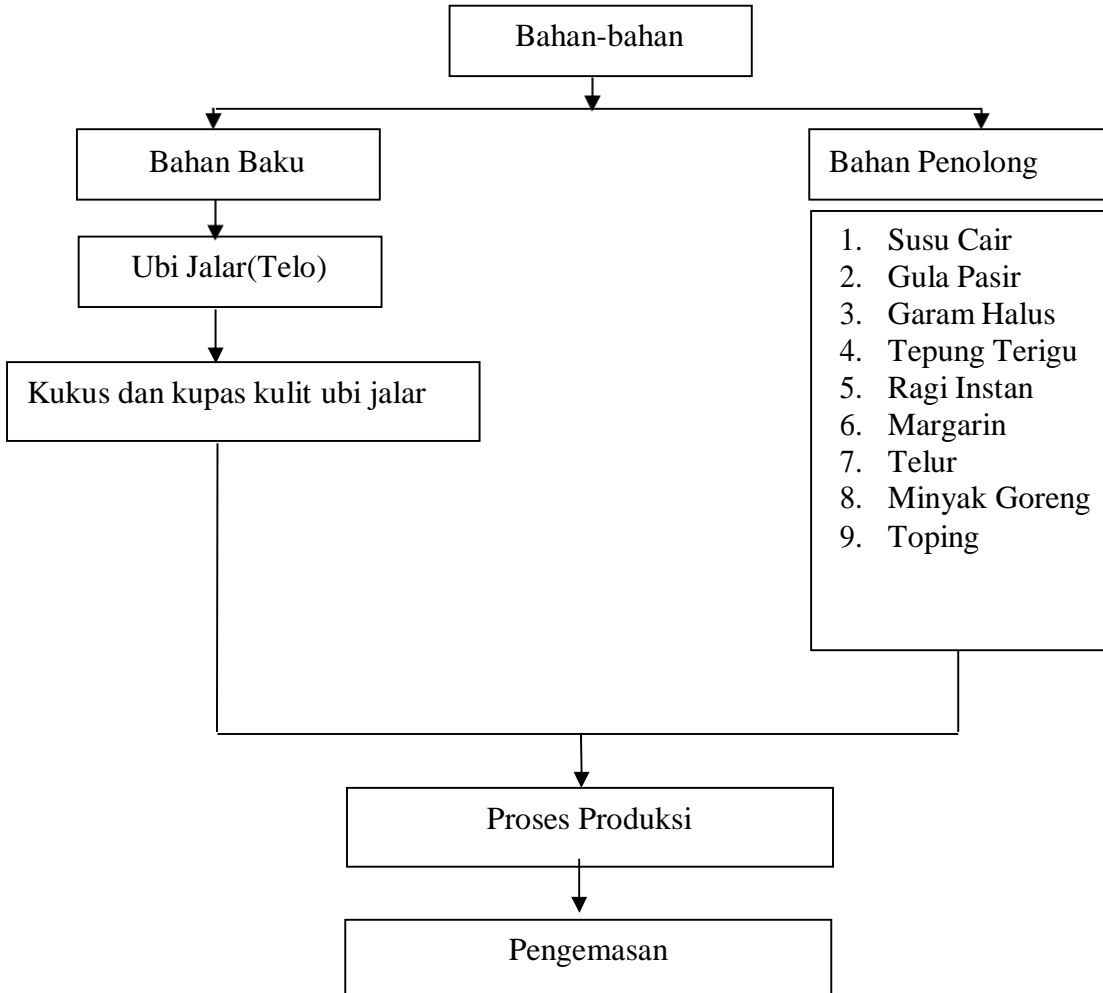 Bahan-bahan
Bahan Baku
Bahan Penolong
Ubi Jalar(Telo)
Kukus dan kupas kulit ubi jalar
1. Susu Cair
2. Gula Pasir
3. Garam Halus
4. Tepung Terigu
5. Ragi Instan
6. Margarin
7. Telur
8. Minyak Goreng
9. Toping
Proses Produksi
Pengemasan